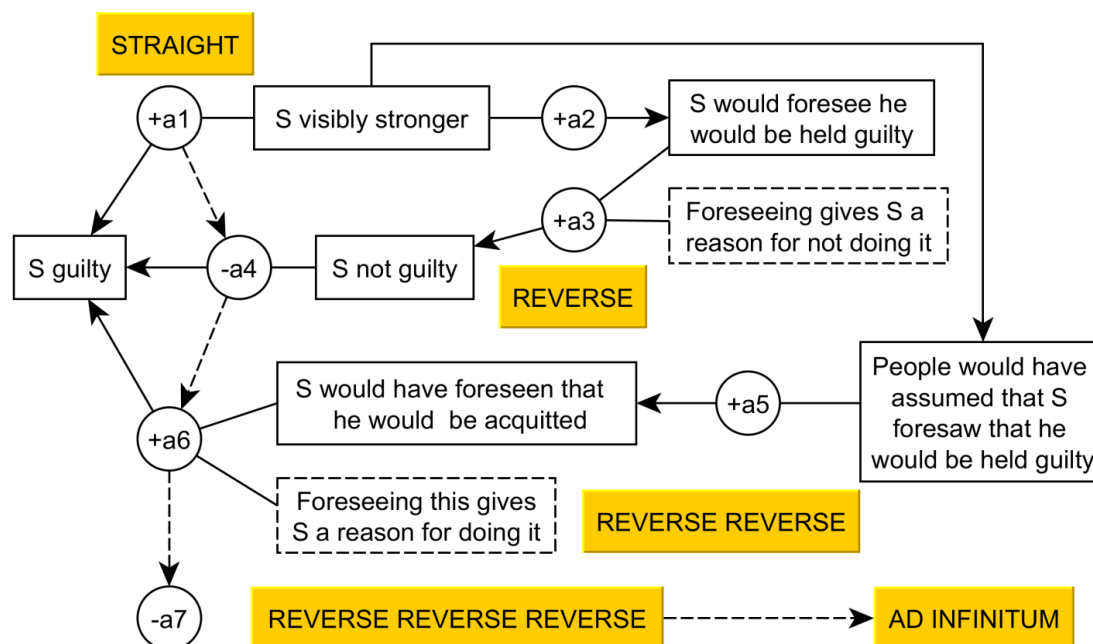 STRAIGHT
+a1
S visibly stronger
+a2
S would foresee he
would be held guilty
+a3
Foreseeing gives S a
reason for not doing it
S guilty
-a4
S not guilty
REVERSE
S would have foreseen that
he would be acquitted
+a5
People would have
assumed that S
foresaw that he
would be held guilty
+a6
Foreseeing this gives
S a reason for doing it
REVERSE REVERSE
-a7
REVERSE REVERSE REVERSE
AD INFINITUM